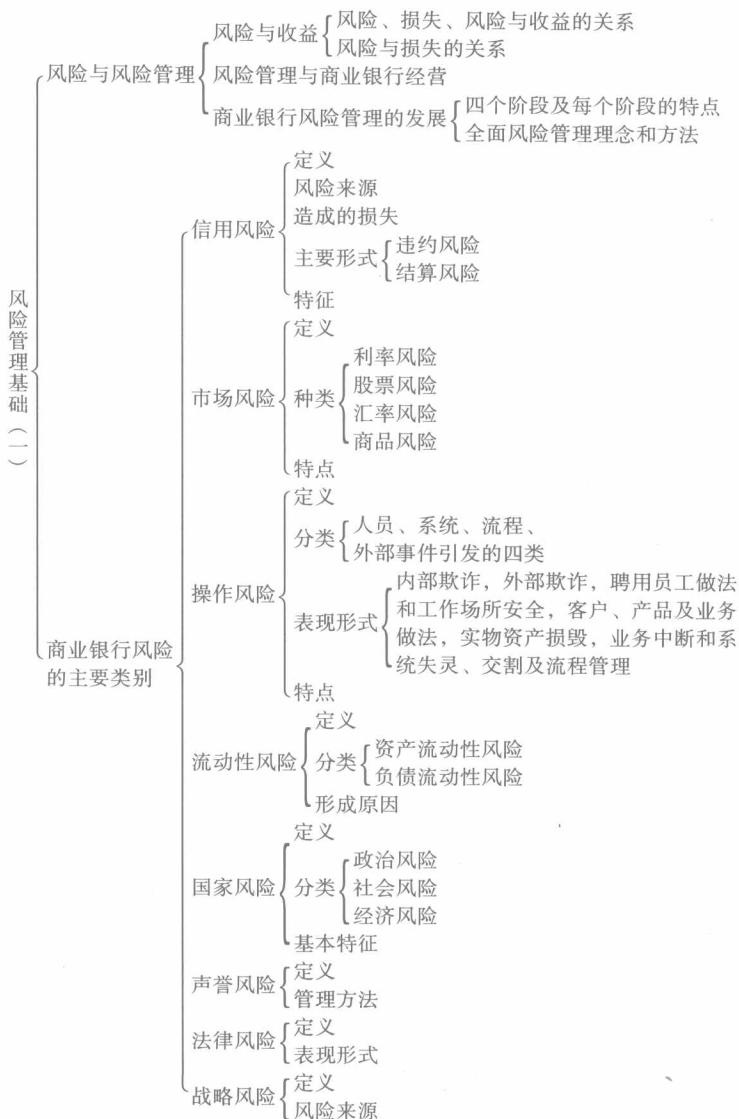 风险管理基础（一）
风险与风险管理
风险与收益
风险、损失、风险与收益的关系
风险与损失的关系
风险管理与商业银行经营
商业银行风险管理的发展
四个阶段及每个阶段的特点
全面风险管理理念和方法
商业银行风险
的主要类别
信用风险
定义
风险来源
造成的损失
主要形式
违约风险
结算风险
特征
市场风险
定义
种类
利率风险
股票风险
汇率风险
商品风险
特点
操作风险
定义
分类
人员、系统、流程、
外部事件引发的四类
表现形式
内部欺诈，外部欺诈，聘用员工做法
和工作场所安全，客户、产品及业务
做法，实物资产损毁，业务中断和系
统失灵、交割及流程管理
特点
流动性风险
定义
分类
资产流动性风险
负债流动性风险
形成原因
国家风险
定义
分类
政治风险
社会风险
经济风险
基本特征
声誉风险
定义
管理方法
法律风险
定义
表现形式
战略风险
定义
风险来源